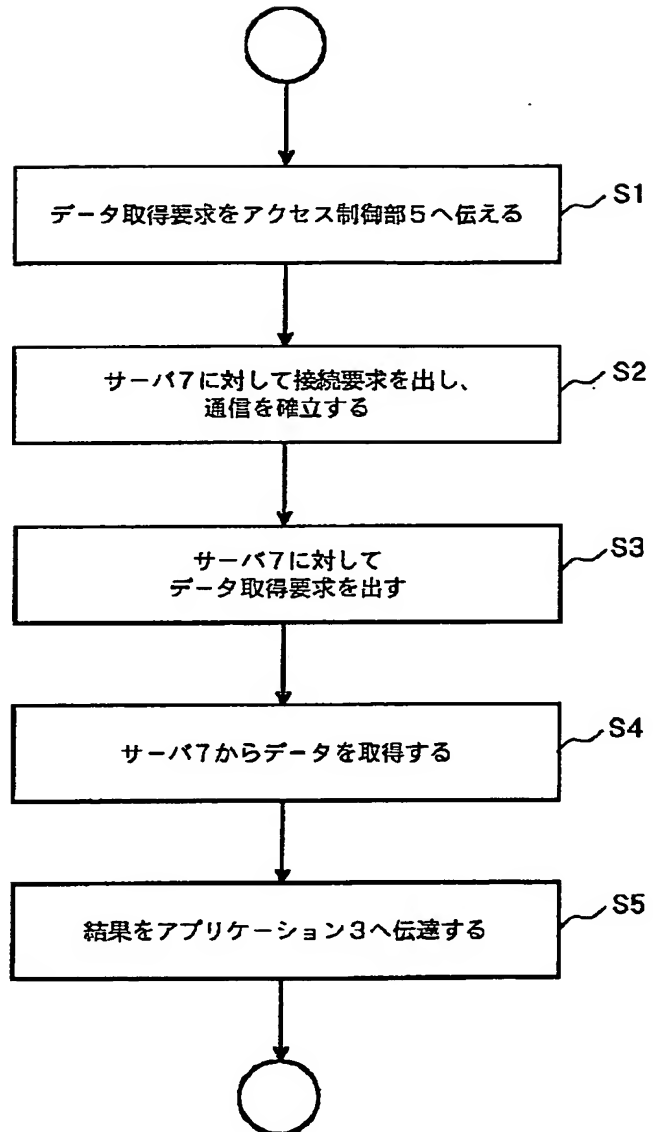 データ取得要求をアクセス制御部5へ伝える
S1
サーバ7に対して接続要求を出し、
通信を確立する
S2
サーバ7に対して
データ取得要求を出す
S3
サーバ7からデータを取得する
S4
結果をアプリケーション3へ伝達する
S5